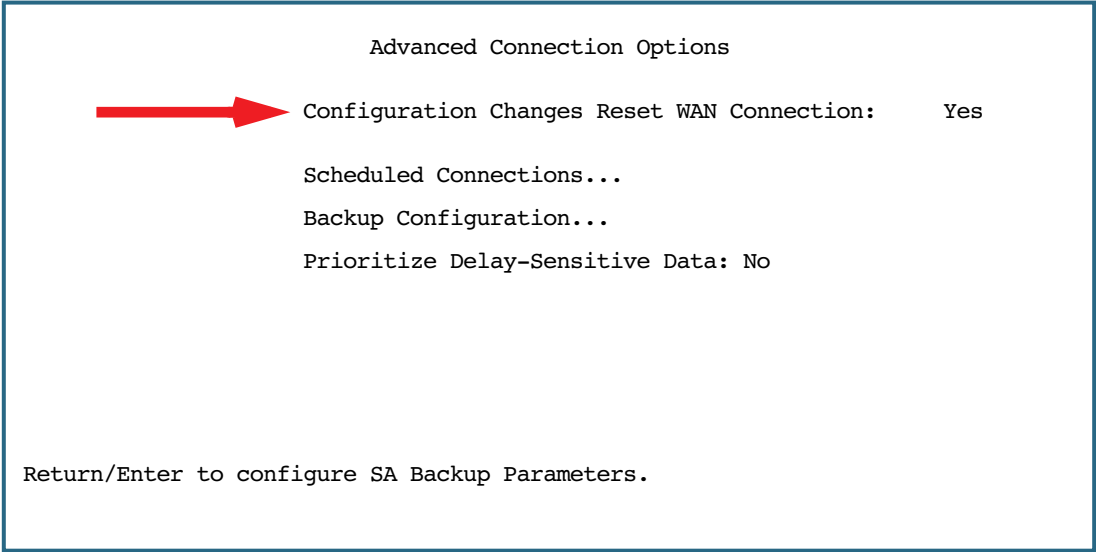 Advanced Connection Options
Configuration Changes Reset WAN Connection: Yes
Scheduled Connections...
Backup Configuration...
Prioritize Delay-Sensitive Data: No
Return/Enter to configure SA Backup Parameters.